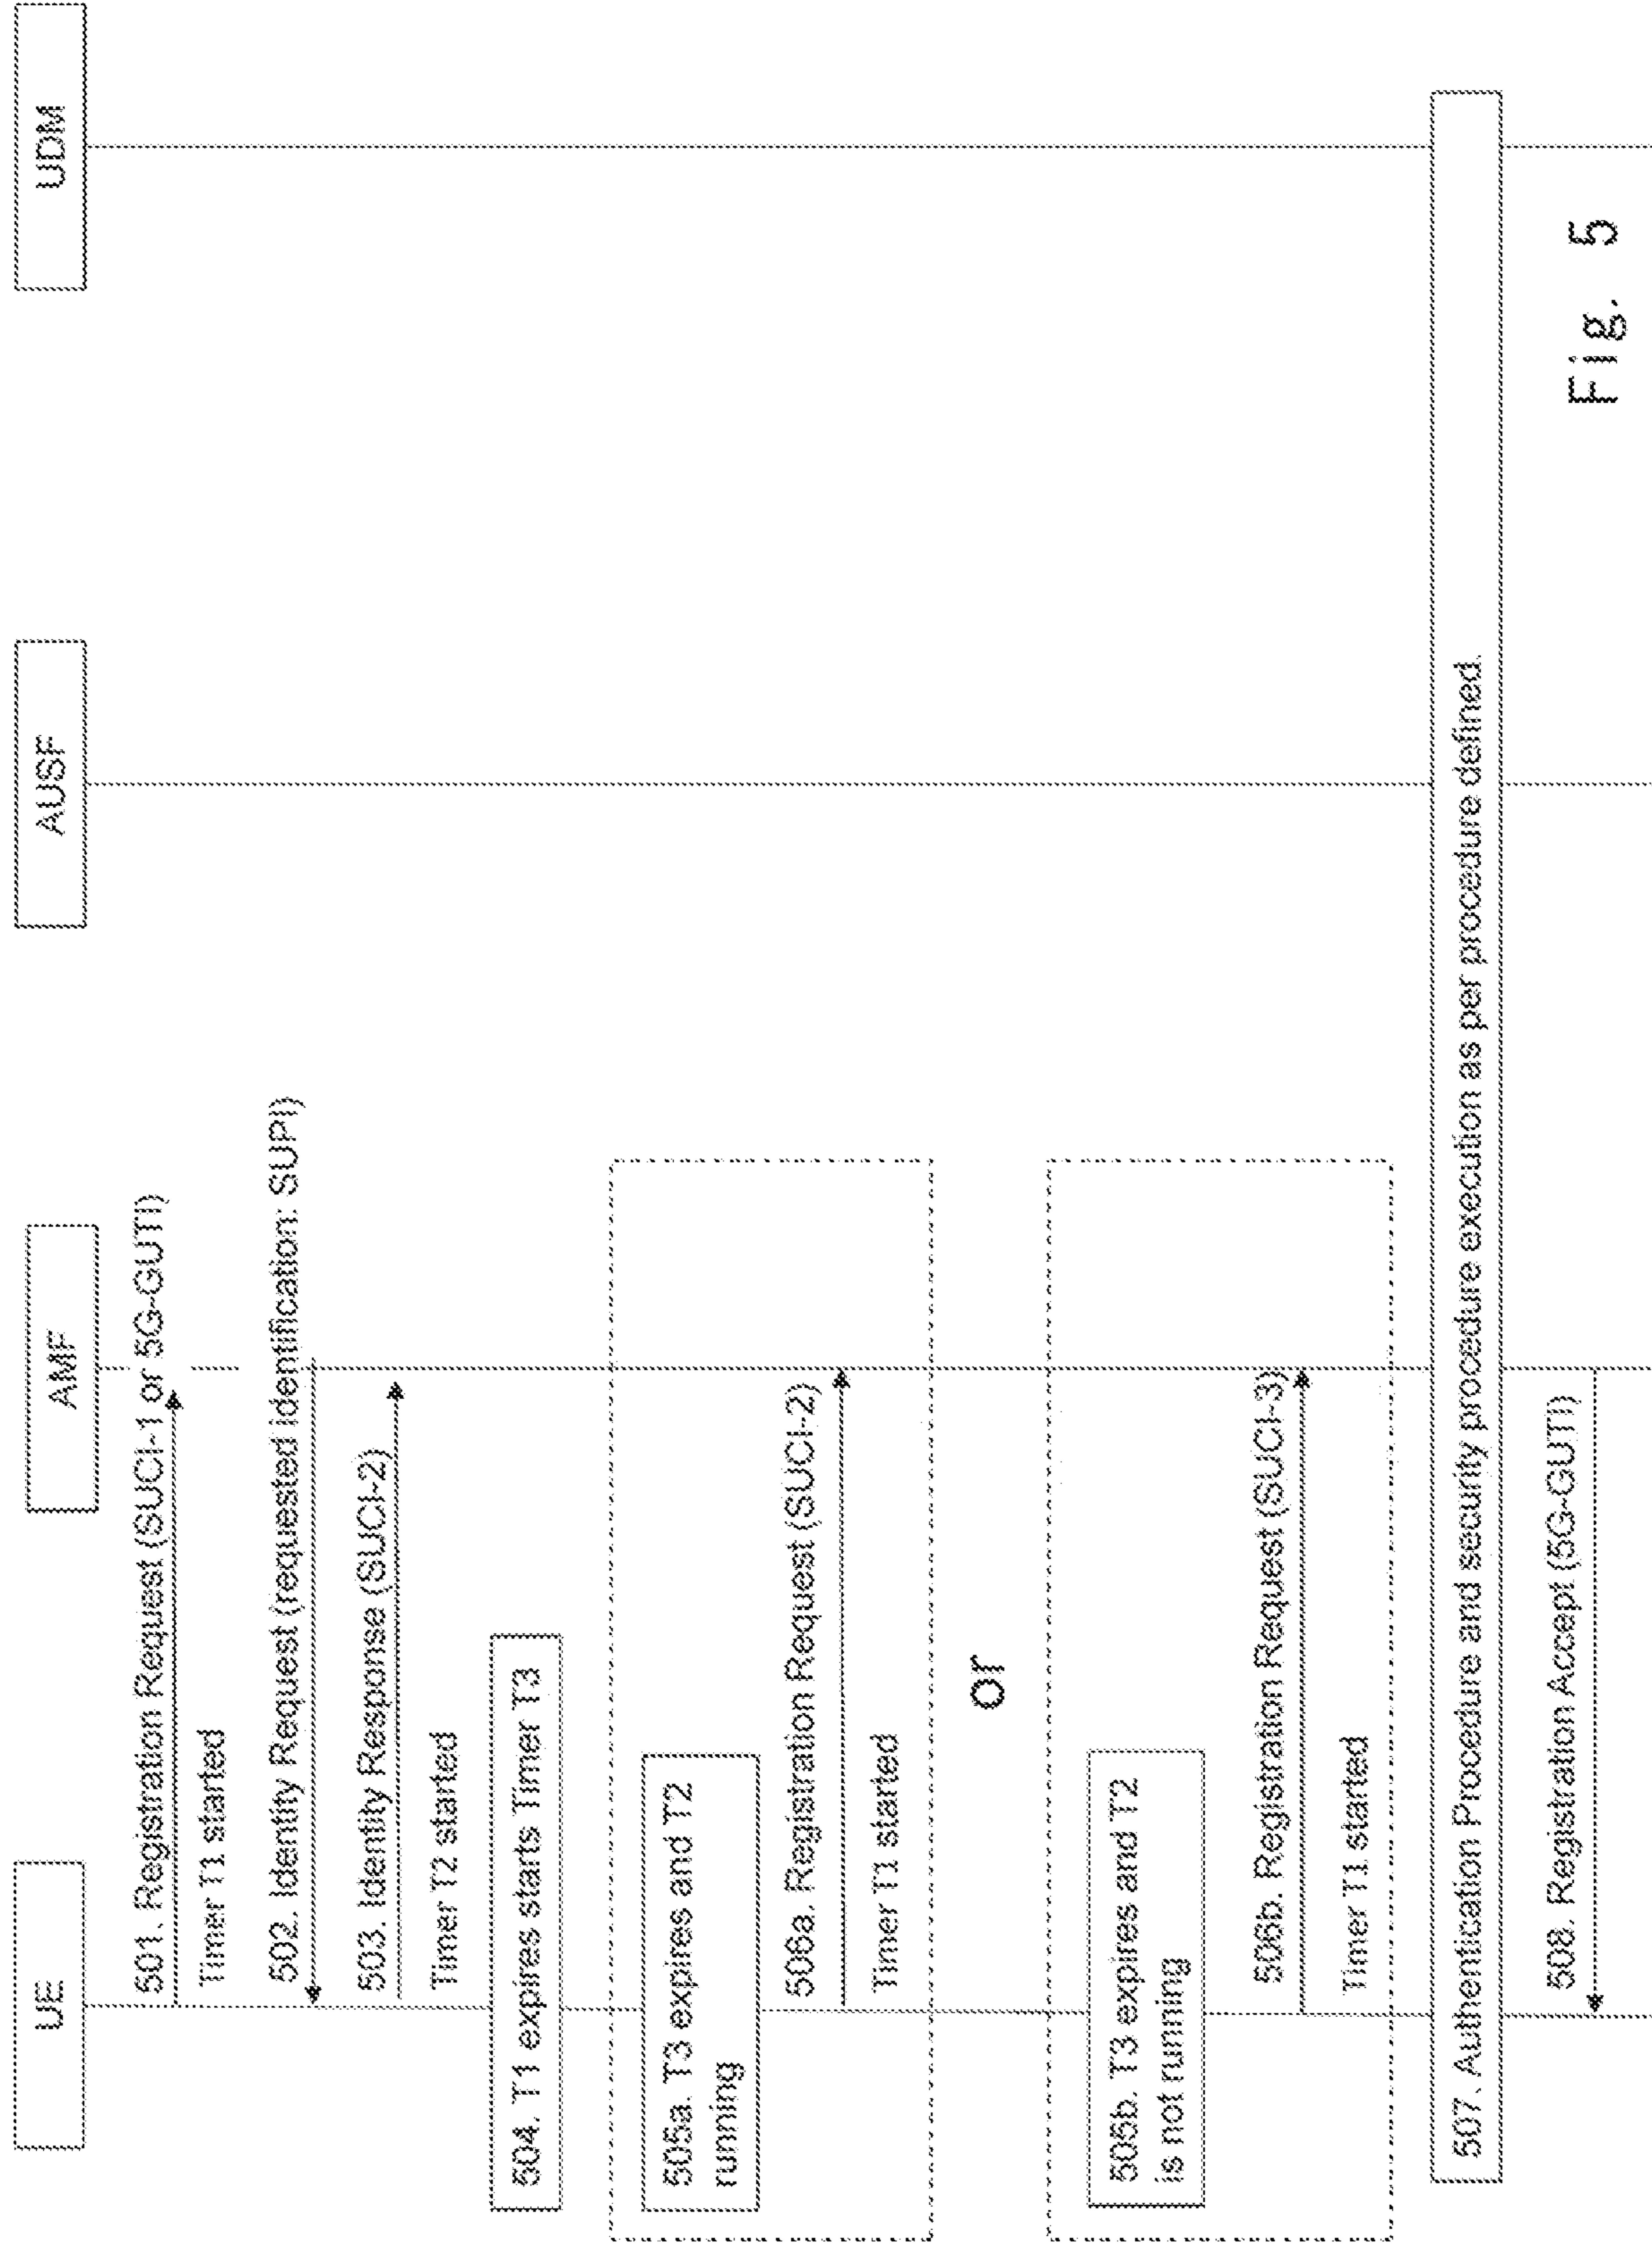 UE
AMF
AUSF
UDM
501. Registration Request (SUCI-1 or 5G-GUTI)
Timer T1 started
502. Identity Request (requested identification: SUPI)
503. Identity Response (SUCI-2)
Timer T2 started
504. T1 expires starts Timer T3
505a. T3 expires and T2
running
506a. Registration Request (SUCI-2)
Timer T1 started
or
505b. T3 expires and T2
is not running
506b. Registration Request (SUCI-3)
Timer T1 started
507. Authentication Procedure and security procedure execution as per procedure defined.
508. Registration Accept (5G-GUTI)
Fig. 5